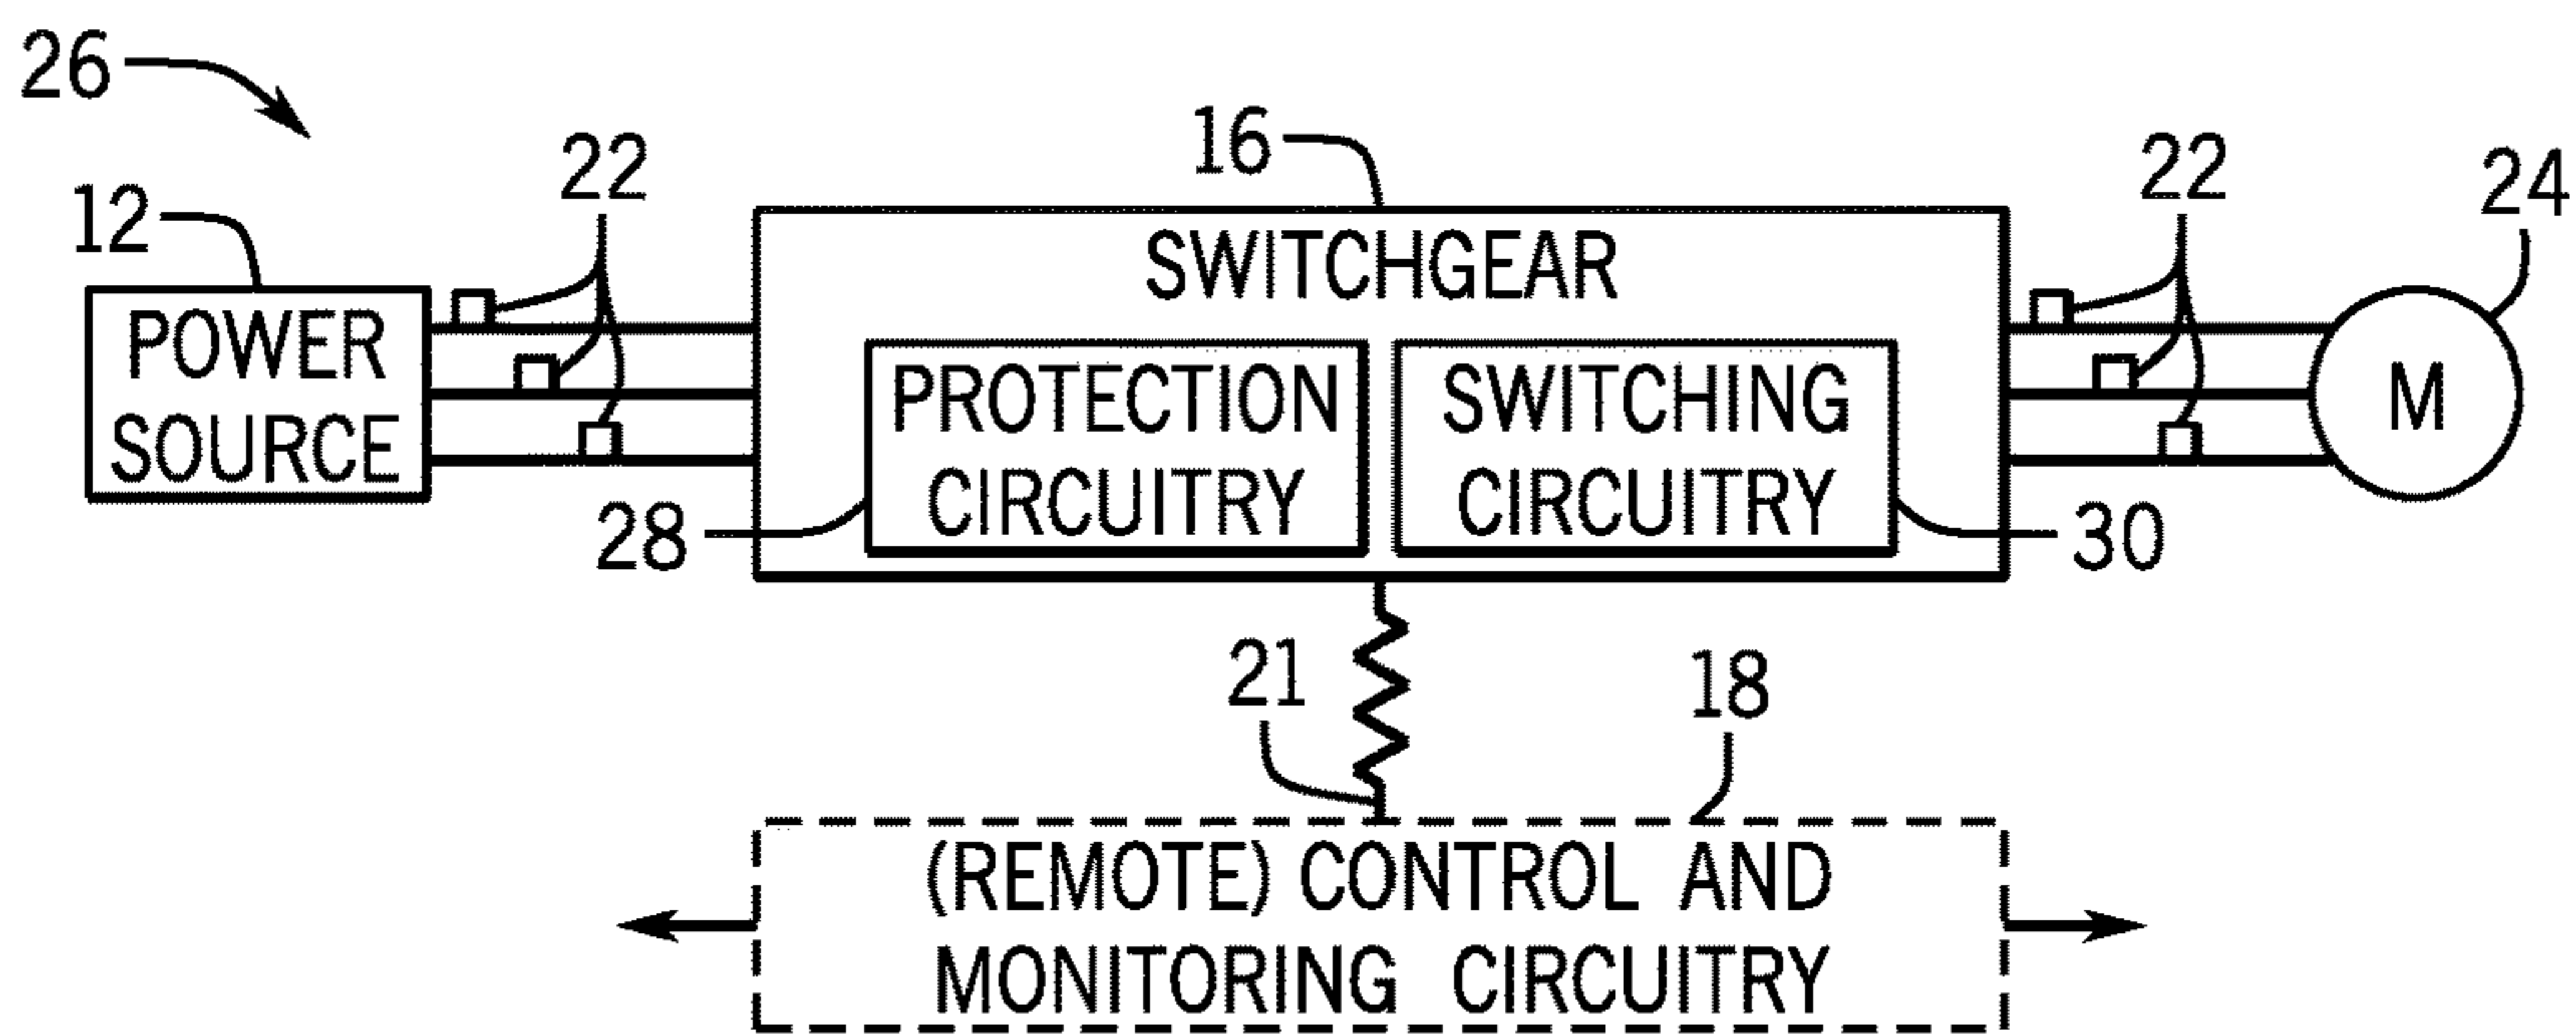 26
12
22
16
22
24
SWITCHGEAR
POWER
SOURCE
PROTECTION
CIRCUITRY
SWITCHING
CIRCUITRY
M
28
30
21
18
(REMOTE) CONTROL AND
MONITORING CIRCUITRY